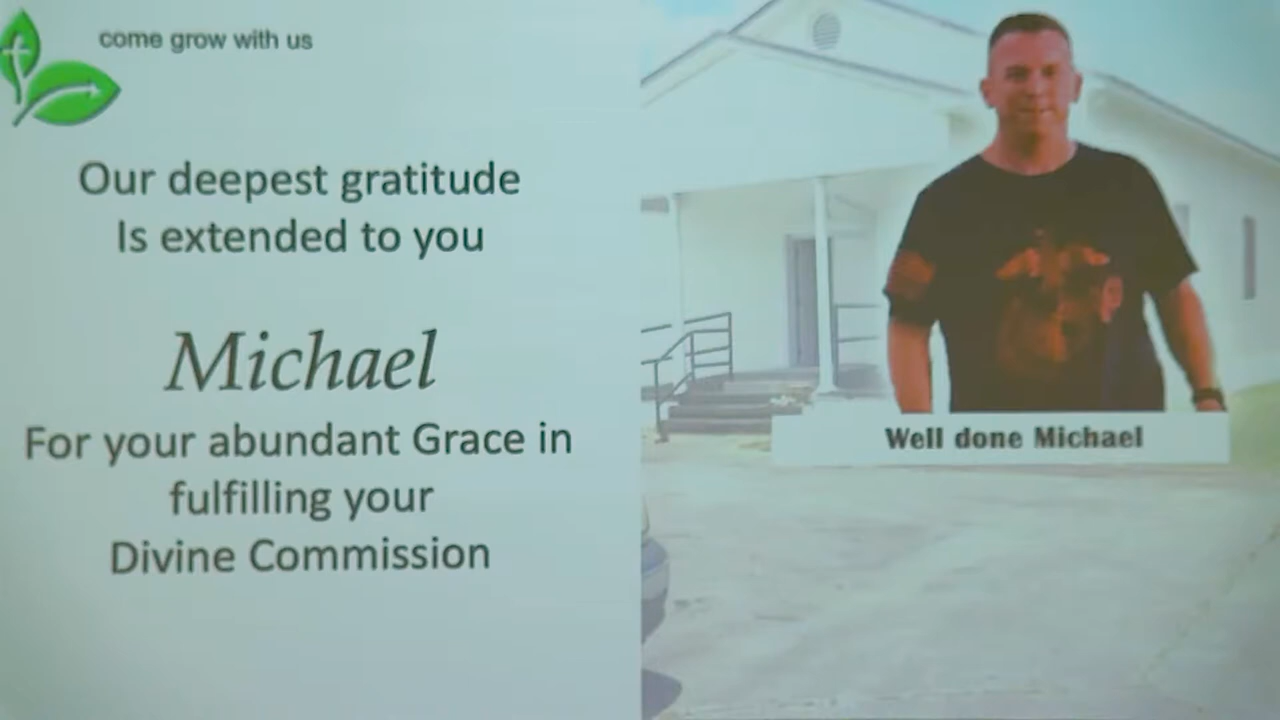 come grow with us
Our deepest gratitude
Is extended to you
Michael
For your abundant Grace in
fulfilling your
Divine Commission
Well done Michael